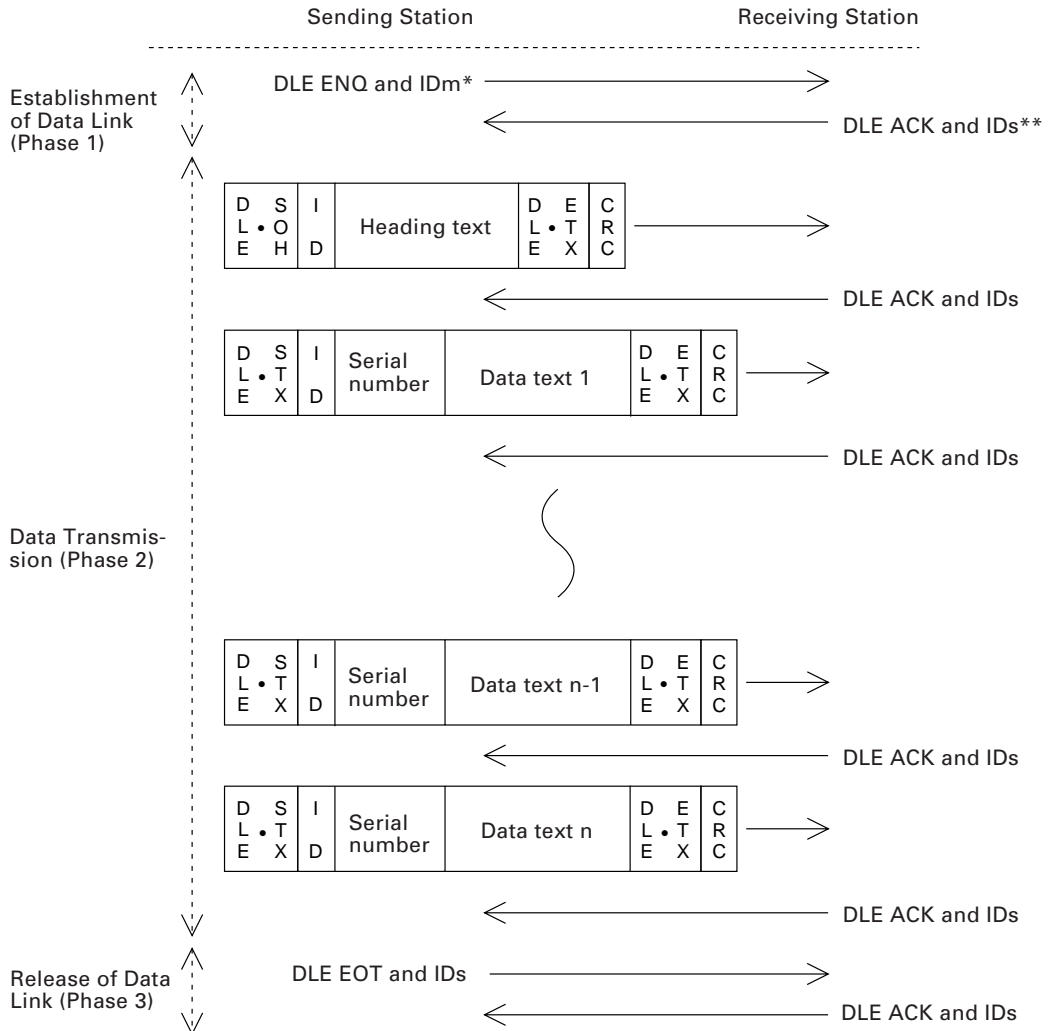 Sending Station Receiving Station
DLE ENQ and IDm*
Establishment
of Data Link
(Phase 1)
DLE ACK and IDs**
D L E • S O H I D Heading text D L E • E T X C R C
DLE ACK and IDs
D L E • S T X I D Serial number Data text 1 D L E • E T X C R C
DLE ACK and IDs
Data Transmis-
sion (Phase 2)
D L E • S T X I D Serial number Data text n-1 D L E • E T X C R C
DLE ACK and IDs
D L E • S T X I D Serial number Data text n D L E • E T X C R C
DLE ACK and IDs
Release of Data
Link (Phase 3)
DLE EOT and IDs
DLE ACK and IDs